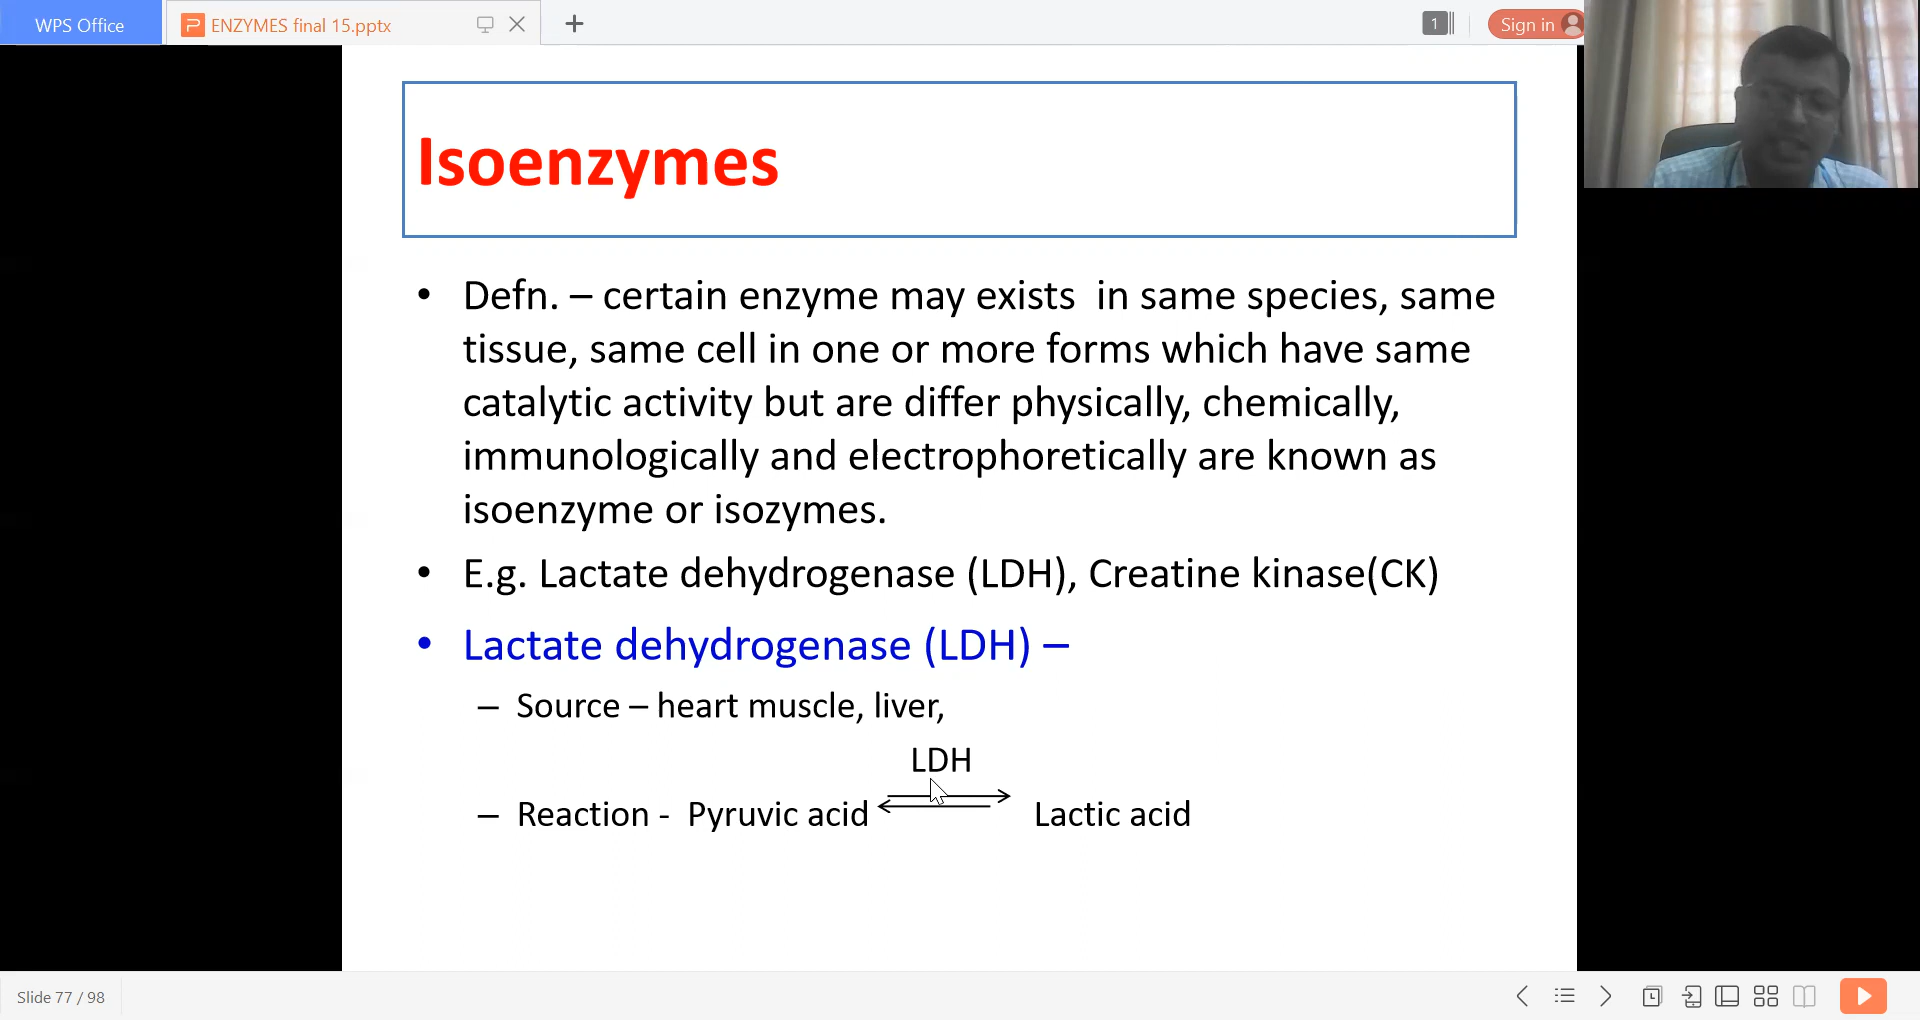 WPS Office
ENZYMES final 15.pptx
1
Sign in
Isoenzymes
• Defn. – certain enzyme may exists in same species, same
tissue, same cell in one or more forms which have same
catalytic activity but are differ physically, chemically,
immunologically and electrophoretically are known as
isoenzyme or isozymes.
• E.g. Lactate dehydrogenase (LDH), Creatine kinase(CK)
• Lactate dehydrogenase (LDH) –
– Source – heart muscle, liver,
LDH
– Reaction - Pyruvic acid Lactic acid
Slide 77 / 98